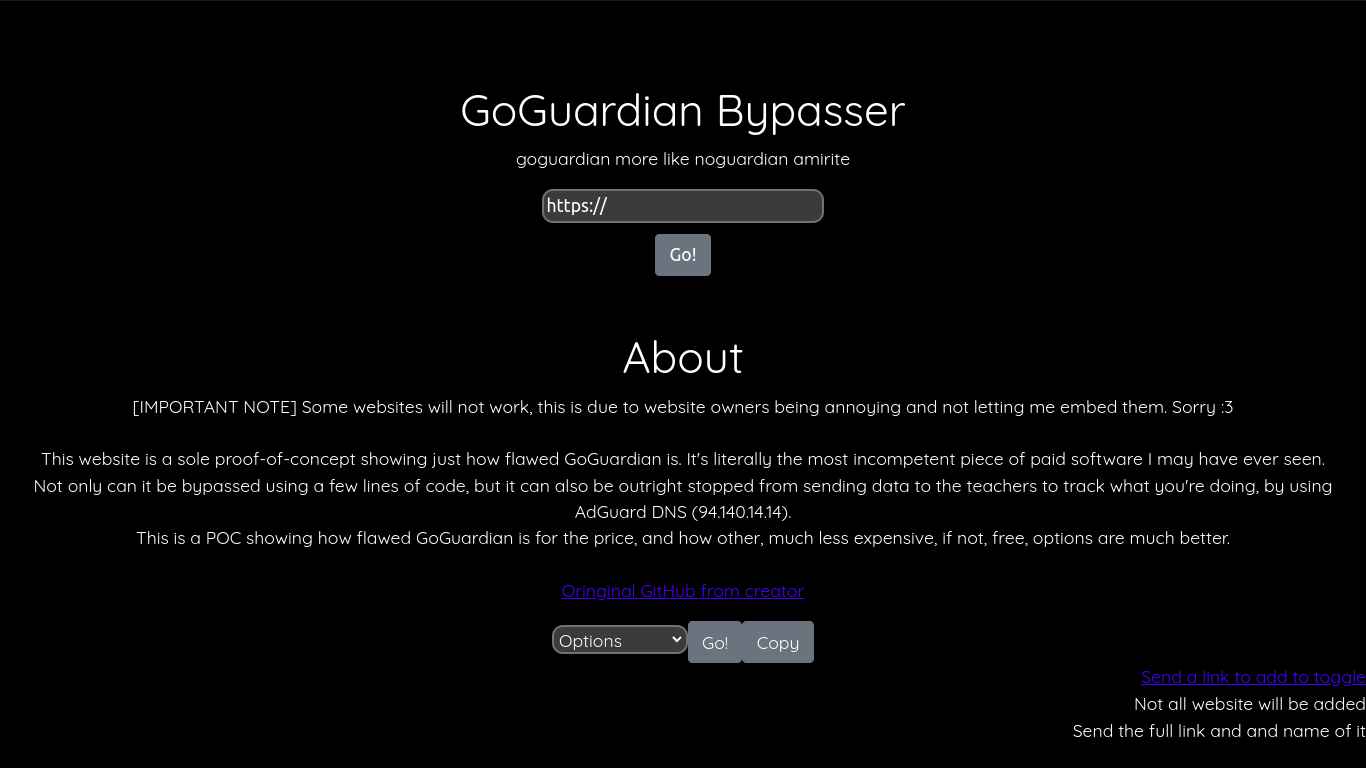 GoGuardian Bypasser
goguardian more like noguardian amirite
https://
Go!
About
[IMPORTANT NOTE] Some websites will not work, this is due to website owners being annoying and not letting me embed them. Sorry :3
This website is a sole proof-of-concept showing just how flawed GoGuardian is. It's literally the most incompetent piece of paid software I may have ever seen.
Not only can it be bypassed using a few lines of code, but it can also be outright stopped from sending data to the teachers to track what you're doing, by using
AdGuard DNS (94.140.14.14).
This is a POC showing how flawed GoGuardian is for the price, and how other, much less expensive, if not, free, options are much better.
Oringinal GitHub from creator
Options Go! Copy
Send a link to add to toggle
Not all website will be added
Send the full link and and name of it